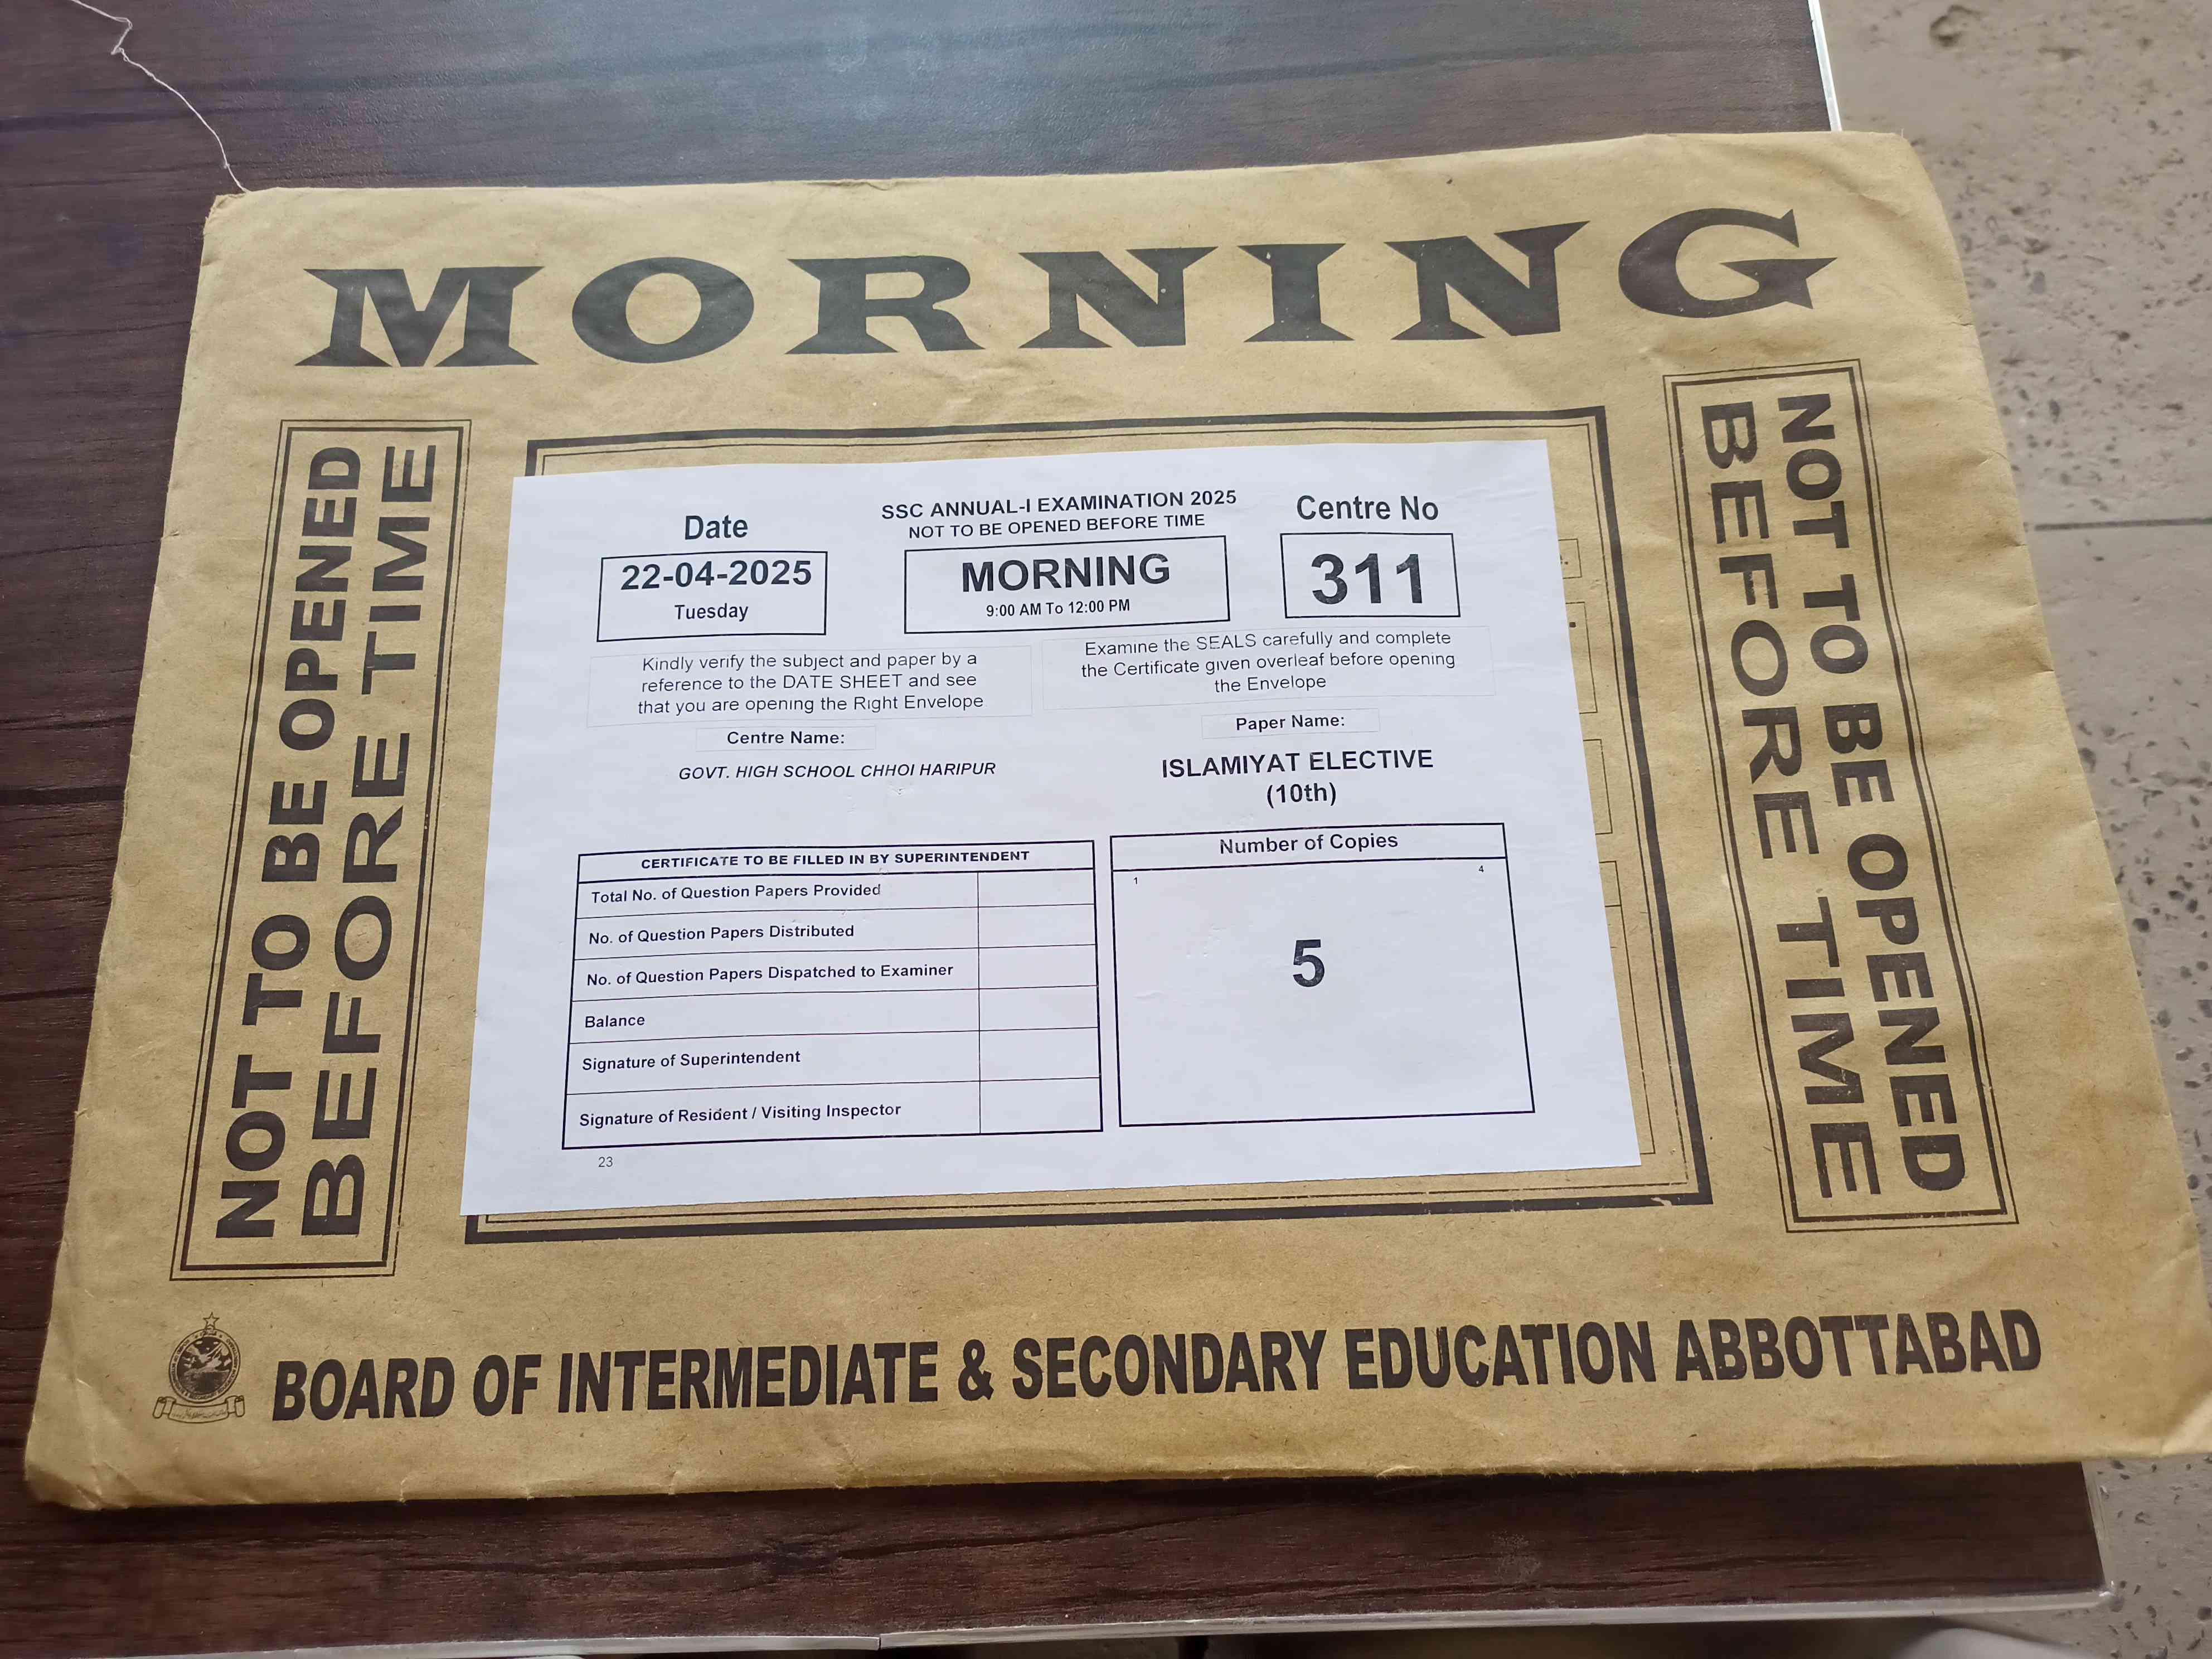 MORNING
NOT TO BE OPENED
BEFORE TIME
Date
22-04-2025
Tuesday
SSC ANNUAL-I EXAMINATION 2025
NOT TO BE OPENED BEFORE TIME
MORNING
9:00 AM To 12:00 PM
Centre No
311
Kindly verify the subject and paper by a
reference to the DATE SHEET and see
that you are opening the Right Envelope
Examine the SEALS carefully and complete
the Certificate given overleaf before opening
the Envelope
Centre Name:
GOVT. HIGH SCHOOL CHHOI HARIPUR
Paper Name:
ISLAMIYAT ELECTIVE
(10th)
CERTIFICATE TO BE FILLED IN BY SUPERINTENDENT
Total No. of Question Papers Provided
No. of Question Papers Distributed
No. of Question Papers Dispatched to Examiner
Balance
Signature of Superintendent
Signature of Resident / Visiting Inspector
23
Number of Copies
1 4
5
NOT TO BE OPENED
BEFORE TIME
BOARD OF INTERMEDIATE & SECONDARY EDUCATION ABBOTTABAD